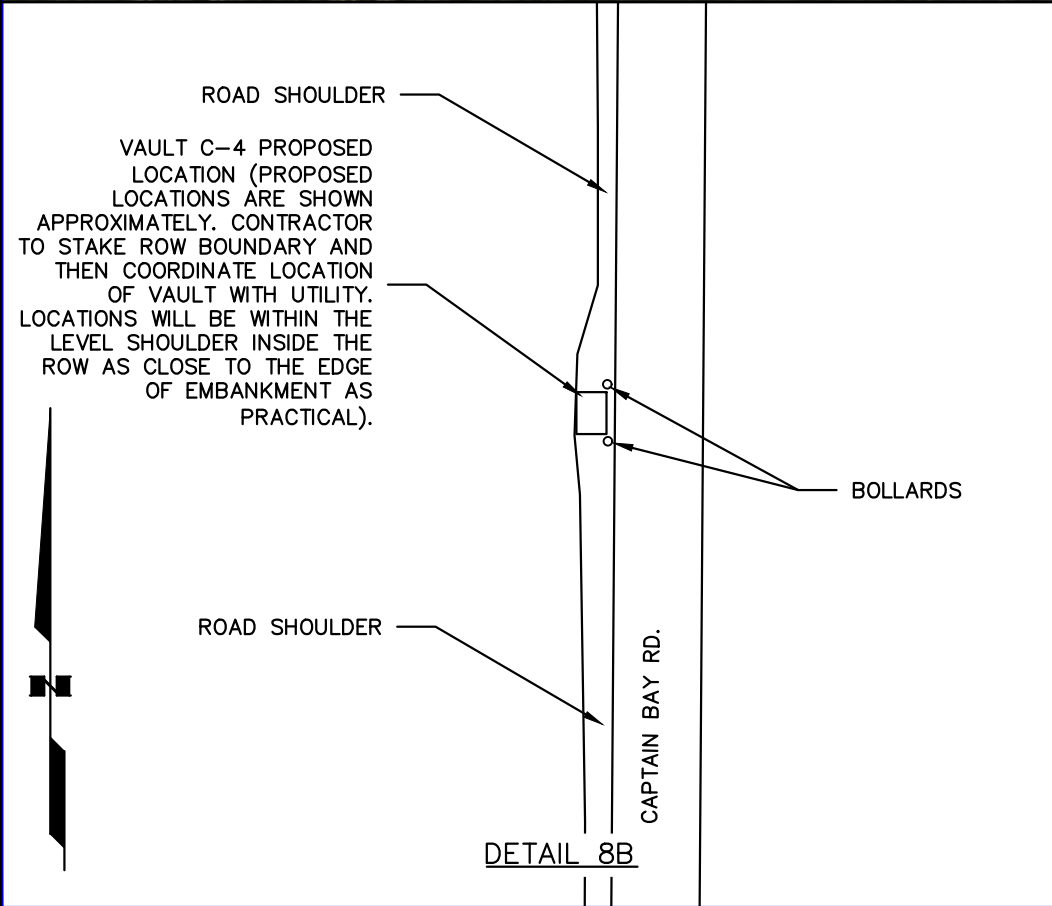 ROAD SHOULDER
VAULT C-4 PROPOSED
LOCATION (PROPOSED
LOCATIONS ARE SHOWN
APPROXIMATELY. CONTRACTOR
TO STAKE ROW BOUNDARY AND
THEN COORDINATE LOCATION
OF VAULT WITH UTILITY.
LOCATIONS WILL BE WITHIN THE
LEVEL SHOULDER INSIDE THE
ROW AS CLOSE TO THE EDGE
OF EMBANKMENT AS
PRACTICAL).
BOLLARDS
ROAD SHOULDER
CAPTAIN BAY RD.
N
DETAIL 8B